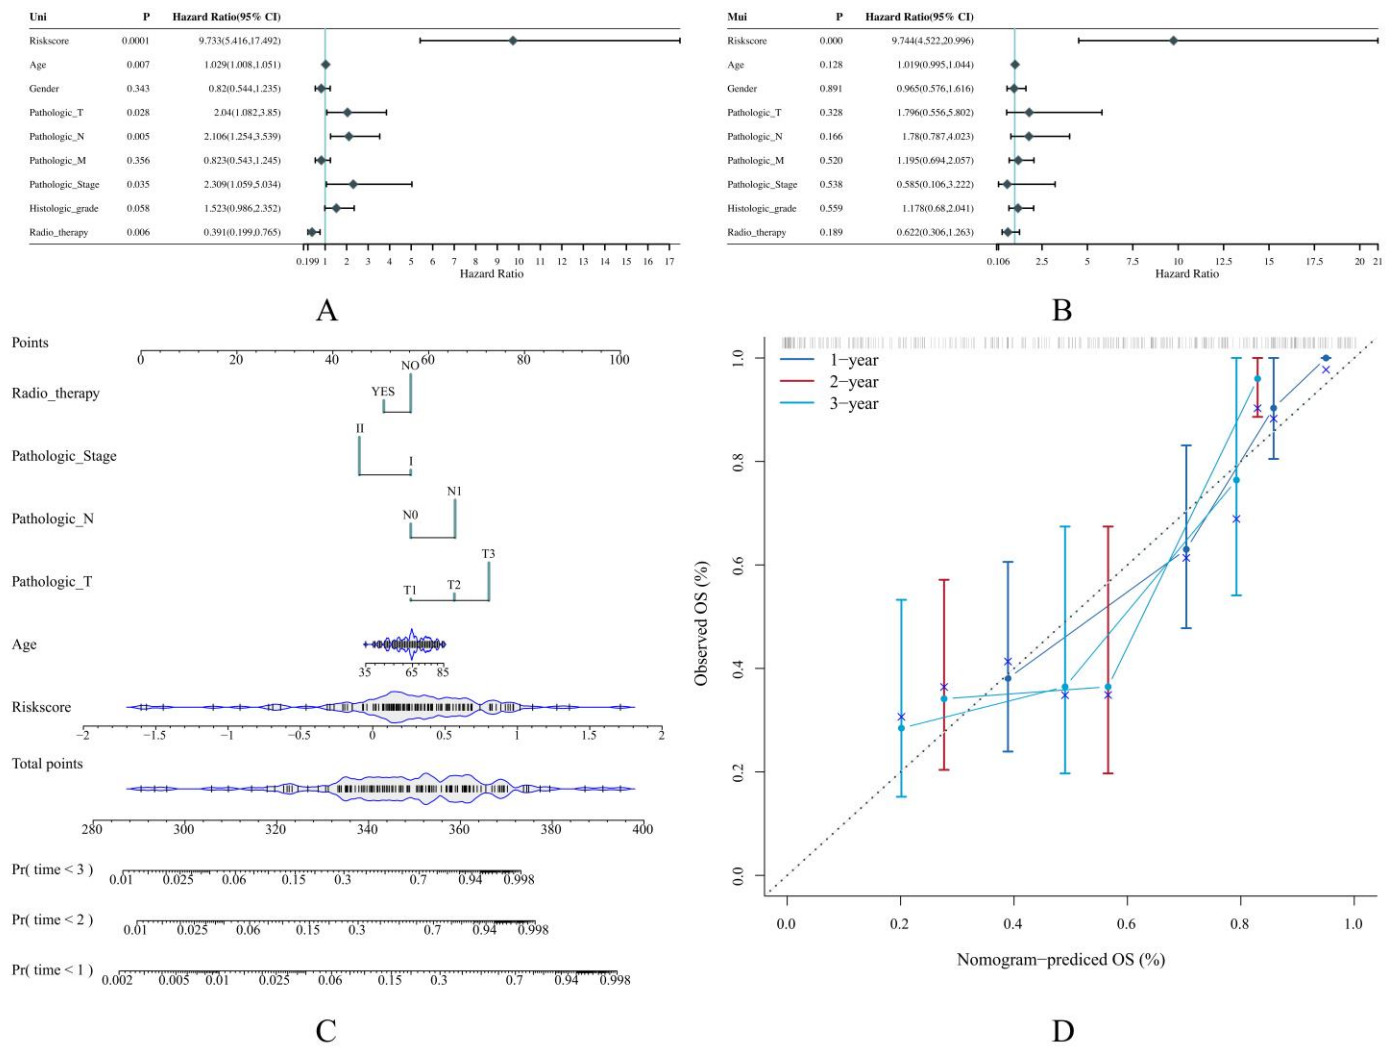 Uni P Hazard Ratio(95% CI)
Riskscore 0.0001 9.733(5.416,17.492)
Age 0.007 1.029(1.008,1.051)
Gender 0.343 0.82(0.544,1.235)
Pathologic_T 0.028 2.04(1.082,3.85)
Pathologic_N 0.005 2.106(1.254,3.539)
Pathologic_M 0.356 0.823(0.543,1.245)
Pathologic_Stage 0.035 2.309(1.059,5.034)
Histologic_grade 0.058 1.523(0.986,2.352)
Radio_therapy 0.006 0.391(0.199,0.765)
0.199 1 2 3 4 5 6 7 8 9 10 11 12 13 14 15 16 17
Hazard Ratio
A
Mui P Hazard Ratio(95% CI)
Riskscore 0.000 9.744(4.522,20.996)
Age 0.128 1.019(0.995,1.044)
Gender 0.891 0.965(0.576,1.616)
Pathologic_T 0.328 1.796(0.556,5.802)
Pathologic_N 0.166 1.78(0.787,4.023)
Pathologic_M 0.520 1.195(0.694,2.057)
Pathologic_Stage 0.538 0.585(0.106,3.222)
Histologic_grade 0.559 1.178(0.68,2.041)
Radio_therapy 0.189 0.622(0.306,1.263)
0.106 2.5 5 7.5 10 12.5 15 17.5 20 21
Hazard Ratio
B
Points
0 20 40 60 80 100
NO
Radio_therapy YES
II
Pathologic_Stage I
N1
Pathologic_N N0
T3
Pathologic_T T1 T2
Age
35 65 85
Riskscore
−2 −1.5 −1 −0.5 0 0.5 1 1.5 2
Total points
280 300 320 340 360 380 400
Pr( time < 3 )
0.01 0.025 0.06 0.15 0.3 0.7 0.94 0.998
Pr( time < 2 )
0.01 0.025 0.06 0.15 0.3 0.7 0.94 0.998
Pr( time < 1 )
0.002 0.005 0.01 0.025 0.06 0.15 0.3 0.7 0.94 0.998
C
1−year
2−year
3−year
Observed OS (%)
1.0
0.8
0.6
0.4
0.2
0.0
0.0 0.2 0.4 0.6 0.8 1.0
Nomogram−prediced OS (%)
D